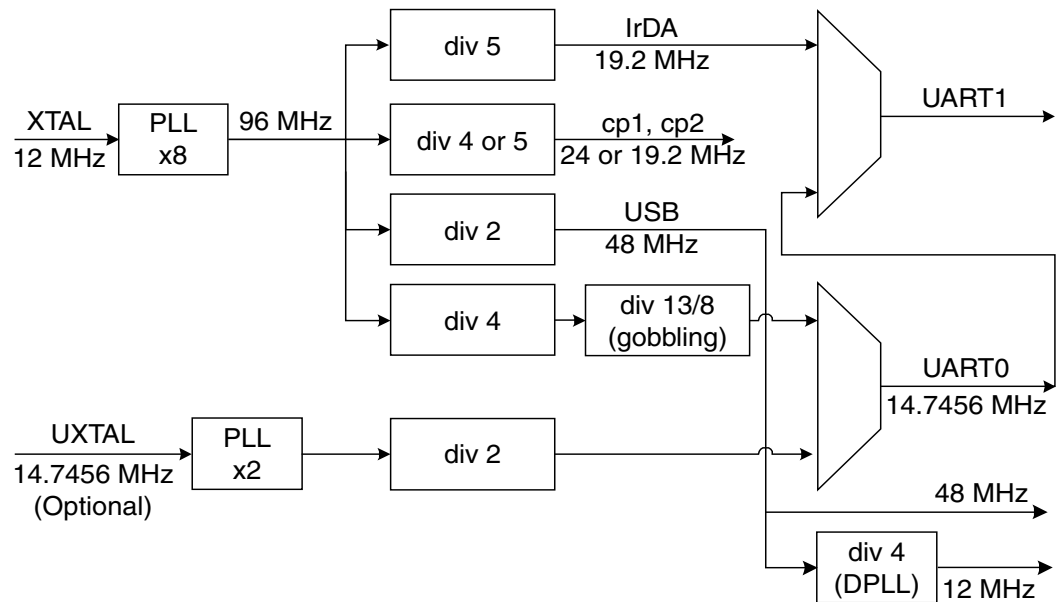 IrDA
div 5
19.2 MHz
XTAL
12 MHz
PLL
x8
96 MHz
div 4 or 5
cp1, cp2
24 or 19.2 MHz
UART1
div 2
USB
48 MHz
div 4
div 13/8
(gobbling)
UART0
14.7456 MHz
UXTAL
14.7456 MHz
(Optional)
PLL
x2
div 2
48 MHz
div 4
(DPLL)
12 MHz